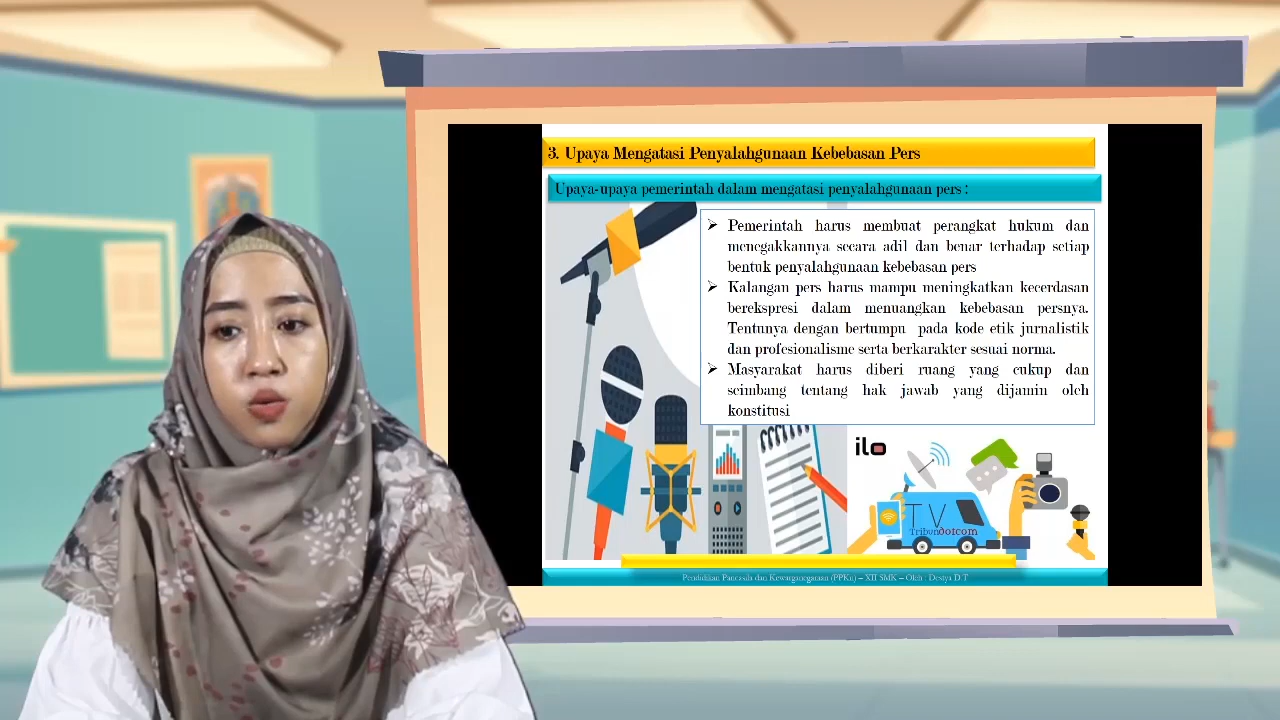 3. Upaya Mengatasi Penyalahgunaan Kebebasan Pers
Upaya-upaya pemerintah dalam mengatasi penyalahgunaan pers :
Pemerintah harus membuat perangkat hukum dan
menegakkannya secara adil dan benar terhadap setiap
bentuk penyalahgunaan kebebasan pers
Kalangan pers harus mampu meningkatkan kecerdasan
berekspresi dalam menuangkan kebebasan persnya.
Tentunya dengan bertumpu pada kode etik jurnalistik
dan profesionalisme serta berkarakter sesuai norma.
Masyarakat harus diberi ruang yang cukup dan
seimbang tentang hak jawab yang dijamin oleh
konstitusi
ilo
TV
Tribundotcom
Pendidikan Pancasila dan Kewarganegaraan (PPKn) – XII SMK – Oleh : Desiya D.T